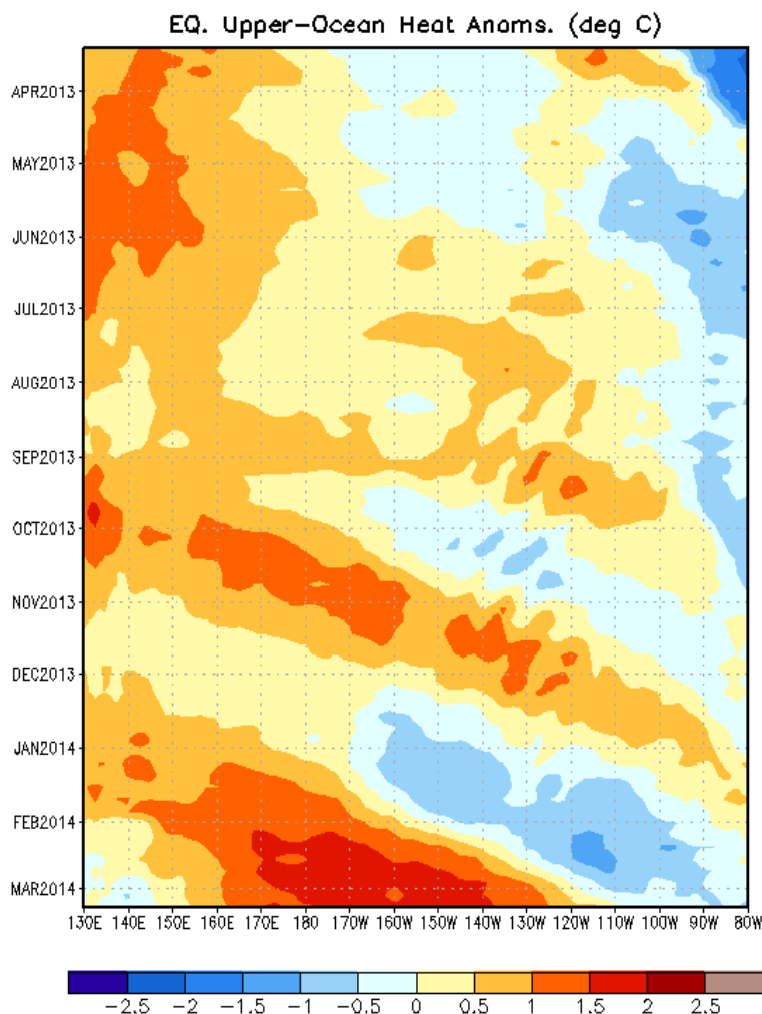 EQ. Upper-Ocean Heat Anoms. (deg C)
APR2013
MAY2013
JUN2013
JUL2013
AUG2013
SEP2013
OCT2013
NOV2013
DEC2013
JAN2014
FEB2014
MAR2014
130E 140E 150E 160E 170E 180 170W 160W 150W 140W 130W 120W 110W 100W 90W 80W
-2.5 -2 -1.5 -1 -0.5 0 0.5 1 1.5 2 2.5